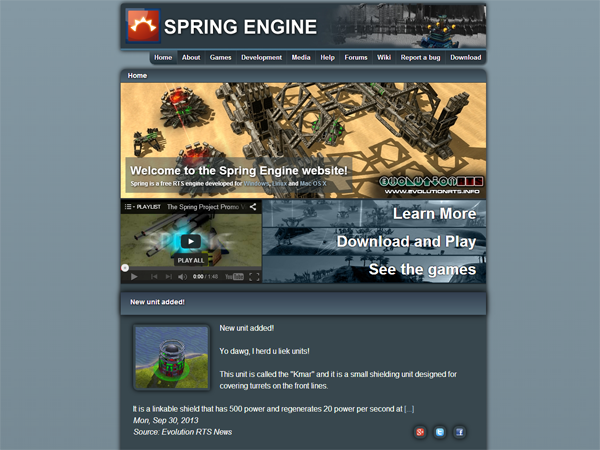 SPRING ENGINE
Home About Games Development Media Help Forums Wiki Report a bug Download
Home
Welcome to the Spring Engine website!
Spring is a free RTS engine developed for Windows, Linux and Mac OS X
EVOLUTION
WWW.EVOLUTIONRTS.INFO
PLAYLIST The Spring Project Promo V
PLAY ALL
0:00 / 1:48 YouTube
Learn More
Download and Play
See the games
New unit added!
New unit added!
Yo dawg, I herd u liek units!
This unit is called the "Kmar" and it is a small shielding unit designed for
covering turrets on the front lines.
It is a linkable shield that has 500 power and regenerates 20 power per second at [...]
Mon, Sep 30, 2013
Source: Evolution RTS News